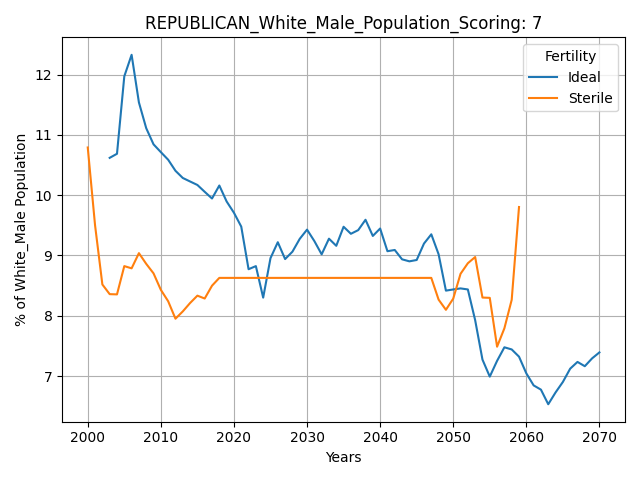 REPUBLICAN_White_Male_Population_Scoring: 7
Fertility
Ideal
Sterile
% of White_Male Population
12
11
10
9
8
7
2000 2010 2020 2030 2040 2050 2060 2070
Years